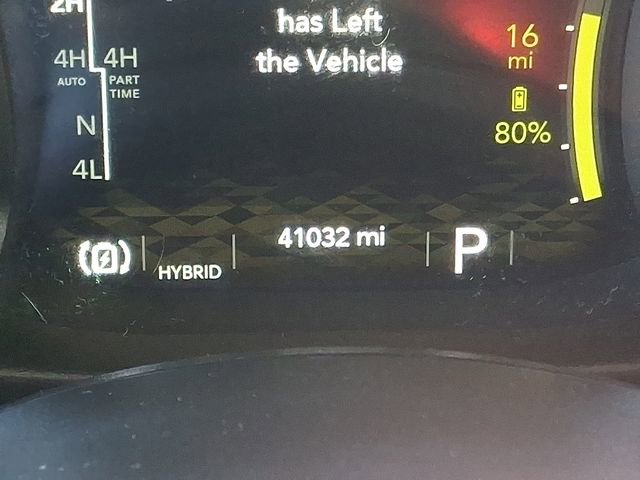 2H
has Left
the Vehicle
4H 4H
AUTO PART
TIME
N
4L
16
mi
80%
HYBRID
41032 mi
P